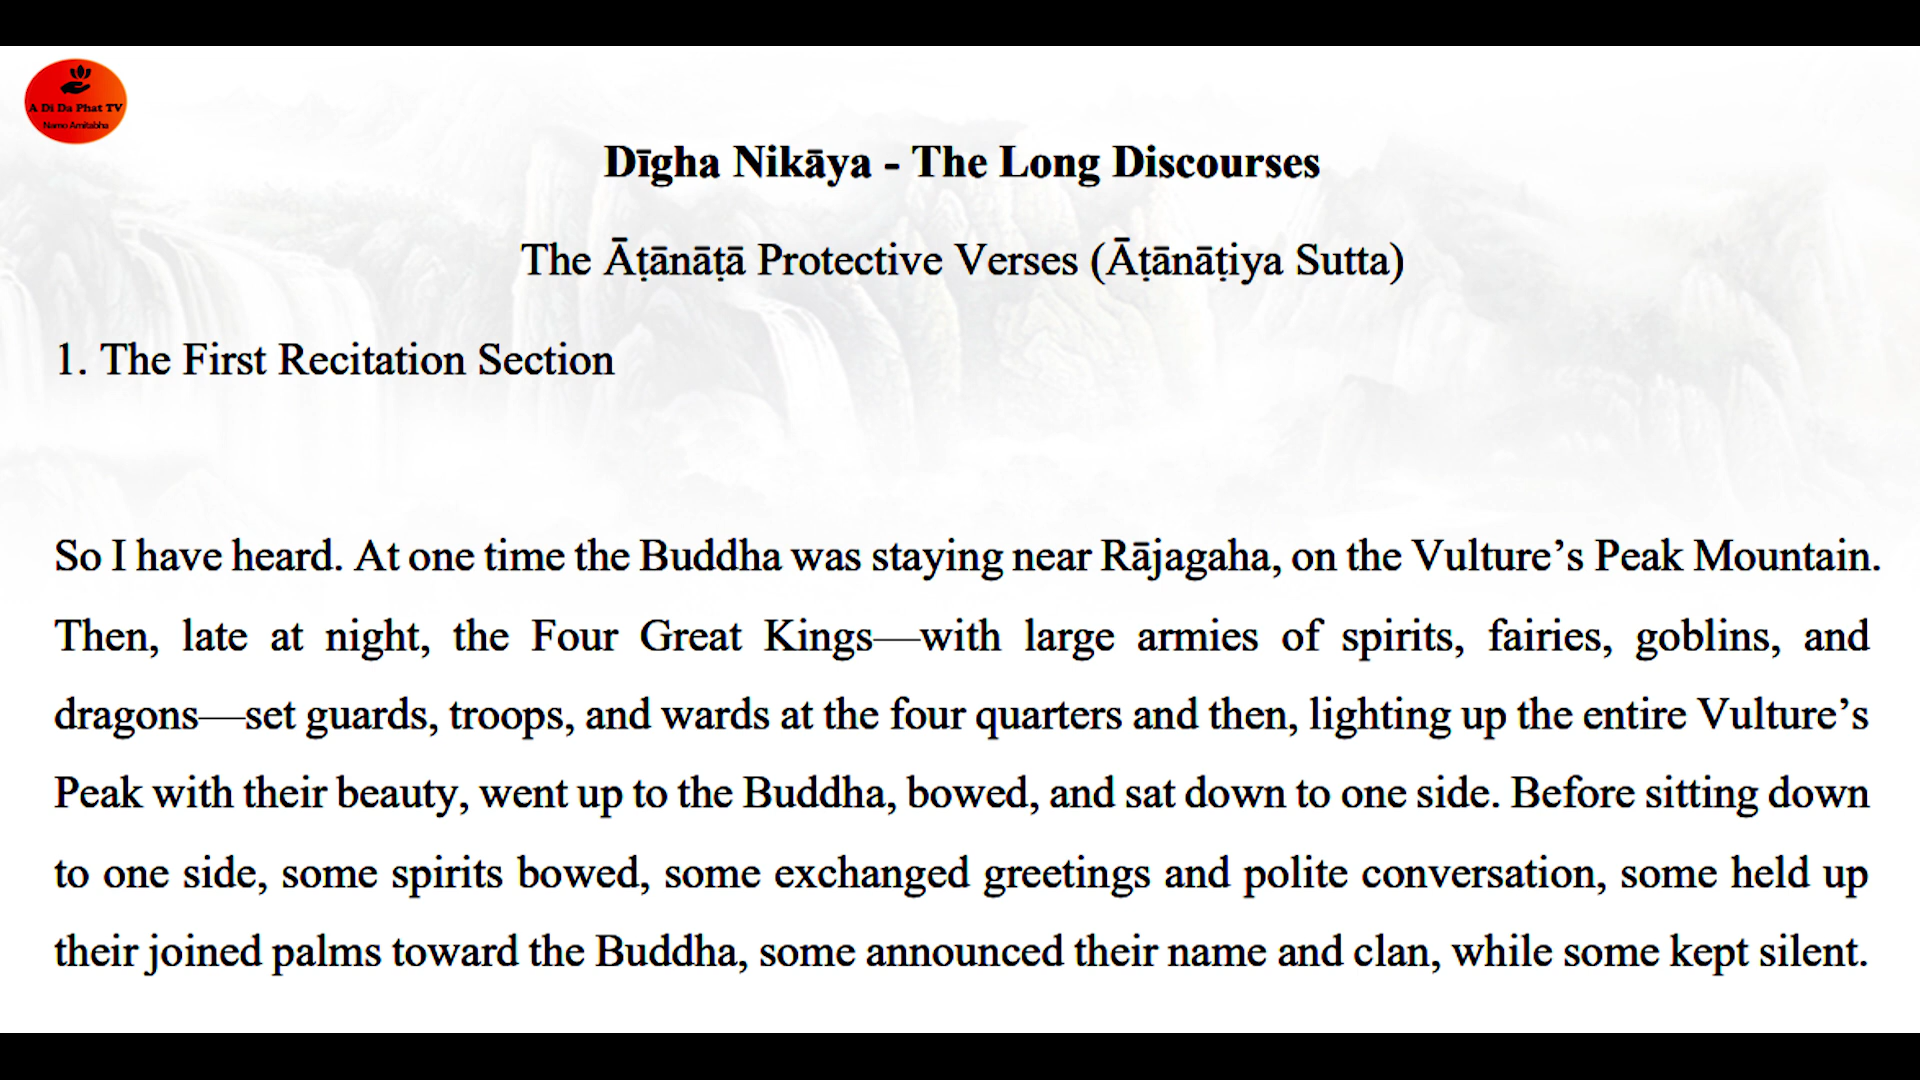 A Di Da Phat TV
Namo Amitabha
Dīgha Nikāya - The Long Discourses
The Āṭānāṭā Protective Verses (Āṭānāṭiya Sutta)
1. The First Recitation Section
So I have heard. At one time the Buddha was staying near Rājagaha, on the Vulture’s Peak Mountain.
Then, late at night, the Four Great Kings—with large armies of spirits, fairies, goblins, and
dragons—set guards, troops, and wards at the four quarters and then, lighting up the entire Vulture’s
Peak with their beauty, went up to the Buddha, bowed, and sat down to one side. Before sitting down
to one side, some spirits bowed, some exchanged greetings and polite conversation, some held up
their joined palms toward the Buddha, some announced their name and clan, while some kept silent.